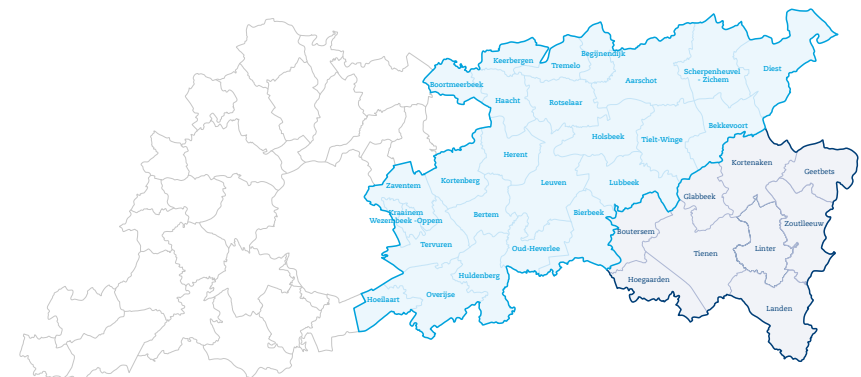 Begijnendijk
Keerbergen
Tremelo
Diest
Scherpenheuvel
- Zichem
Aarschot
Boortmeerbeek
Haacht
Rotselaar
Bekkevoort
Holsbeek
Tielt-Winge
Herent
Kortenaken
Geetbets
Zaventem
Kortenberg
Leuven
Lubbeek
Glabbeek
Kraainem
Wezembeek -Oppem
Bertem
Bierbeek
Zoutleeuw
Boutersem
Tervuren
Oud-Heverlee
Linter
Tienen
Huldenberg
Hoegaarden
Hoeilaart
Overijse
Landen